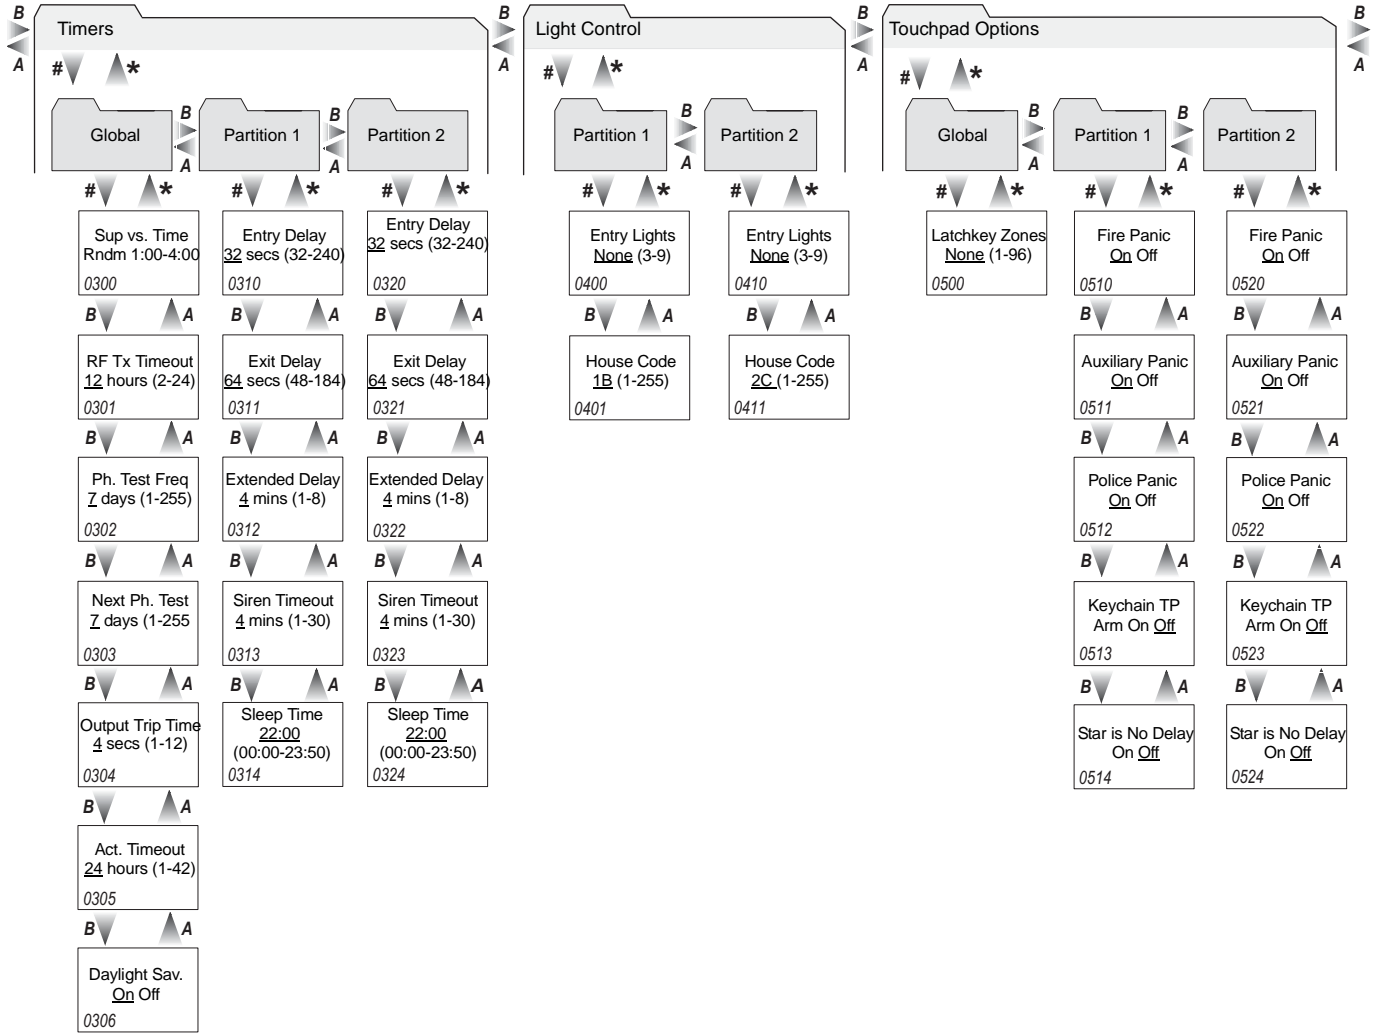 B
A
Timers
B
A
Light Control
B
A
Touchpad Options
B
A
# *
Global
B
A
Partition 1
B
A
Partition 2
# *
Partition 1
B
A
Partition 2
# *
Global
B
A
Partition 1
B
A
Partition 2
# *
Sup vs. Time
Rndm 1:00-4:00
0300
B A
RF Tx Timeout
12 hours (2-24)
0301
B A
Ph. Test Freq
7 days (1-255)
0302
B A
Next Ph. Test
7 days (1-255
0303
B A
Output Trip Time
4 secs (1-12)
0304
B A
Act. Timeout
24 hours (1-42)
0305
B A
Daylight Sav.
On Off
0306
# *
Entry Delay
32 secs (32-240)
0310
B A
Exit Delay
64 secs (48-184)
0311
B A
Extended Delay
4 mins (1-8)
0312
B A
Siren Timeout
4 mins (1-30)
0313
B A
Sleep Time
22:00
(00:00-23:50)
0314
# *
Entry Delay
32 secs (32-240)
0320
B A
Exit Delay
64 secs (48-184)
0321
B A
Extended Delay
4 mins (1-8)
0322
B A
Siren Timeout
4 mins (1-30)
0323
B A
Sleep Time
22:00
(00:00-23:50)
0324
# *
Entry Lights
None (3-9)
0400
B A
House Code
1B (1-255)
0401
# *
Entry Lights
None (3-9)
0410
B A
House Code
2C (1-255)
0411
# *
Latchkey Zones
None (1-96)
0500
# *
Fire Panic
On Off
0510
B A
Auxiliary Panic
On Off
0511
B A
Police Panic
On Off
0512
B A
Keychain TP
Arm On Off
0513
B A
Star is No Delay
On Off
0514
# *
Fire Panic
On Off
0520
B A
Auxiliary Panic
On Off
0521
B A
Police Panic
On Off
0522
B A
Keychain TP
Arm On Off
0523
B A
Star is No Delay
On Off
0524